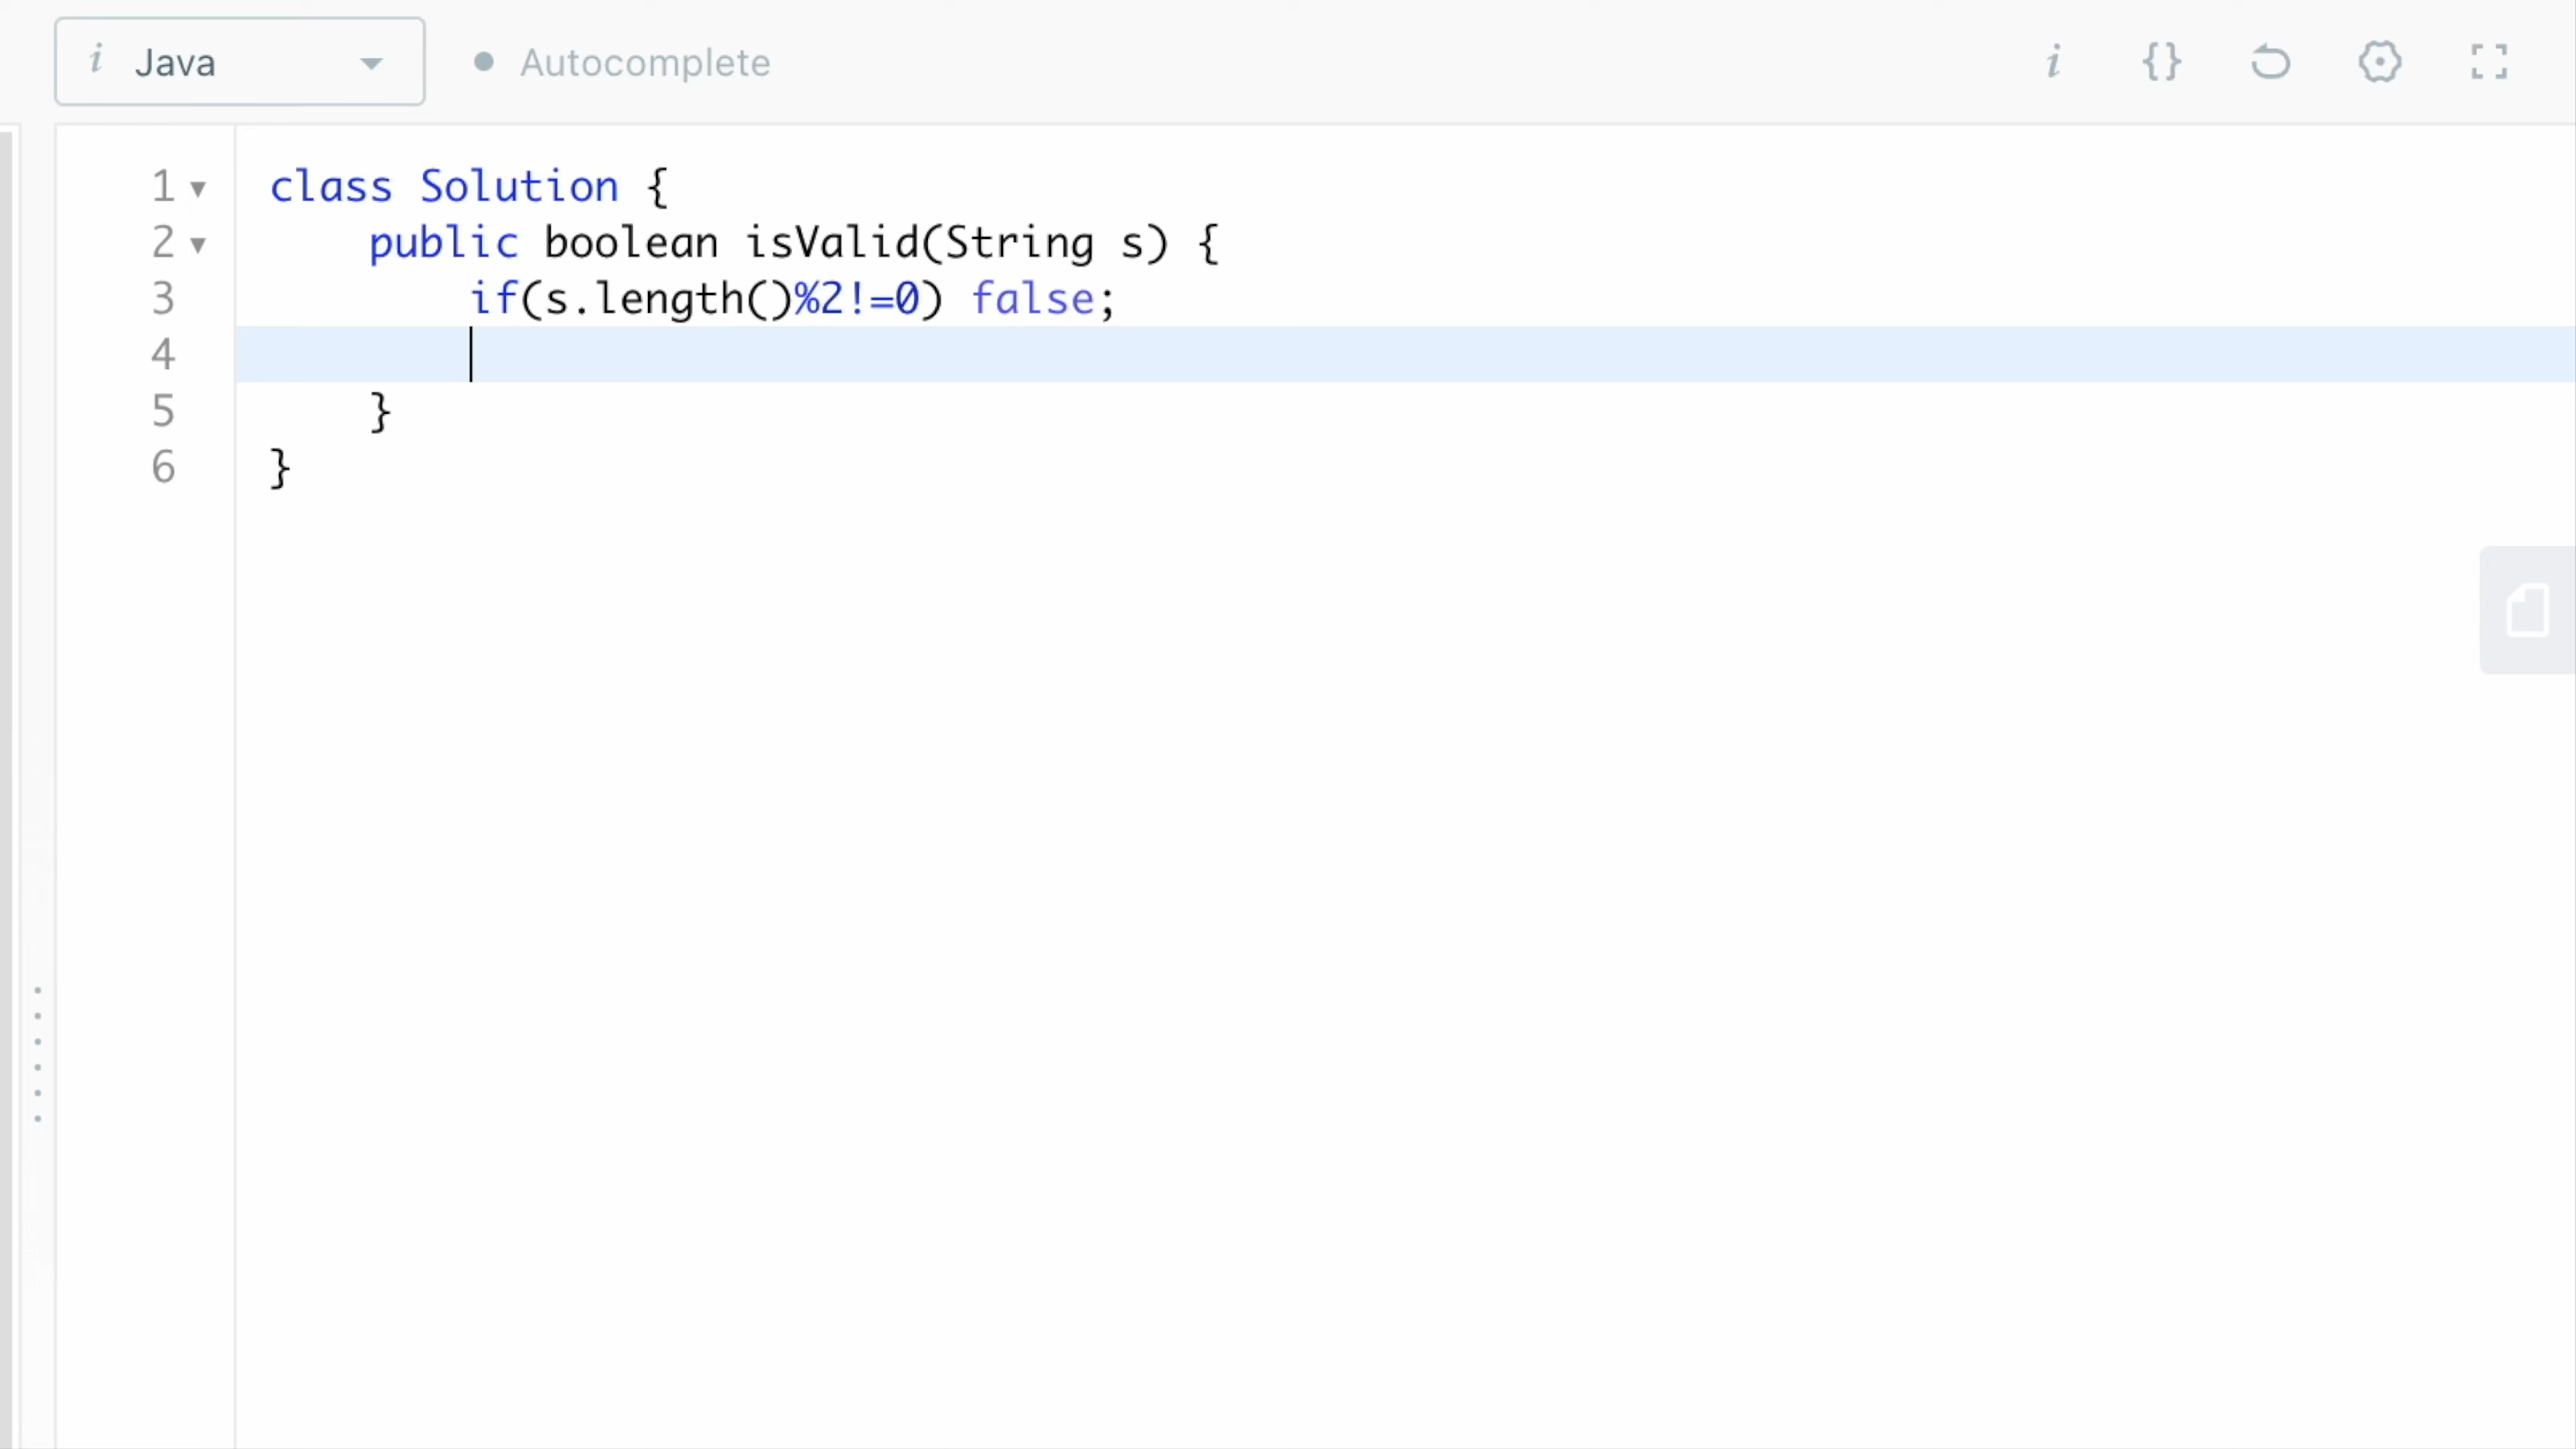 i Java Autocomplete i {}
1 class Solution {
2 public boolean isValid(String s) {
3 if(s.length()%2!=0) false;
4
5 }
6 }